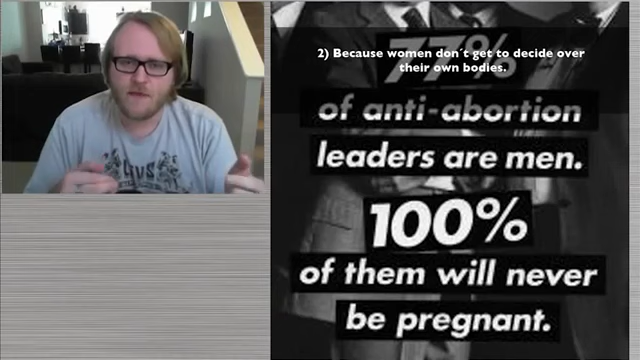 2) Because women don´t get to decide over
their own bodies.
77%
of anti-abortion
leaders are men.
100%
of them will never
be pregnant.